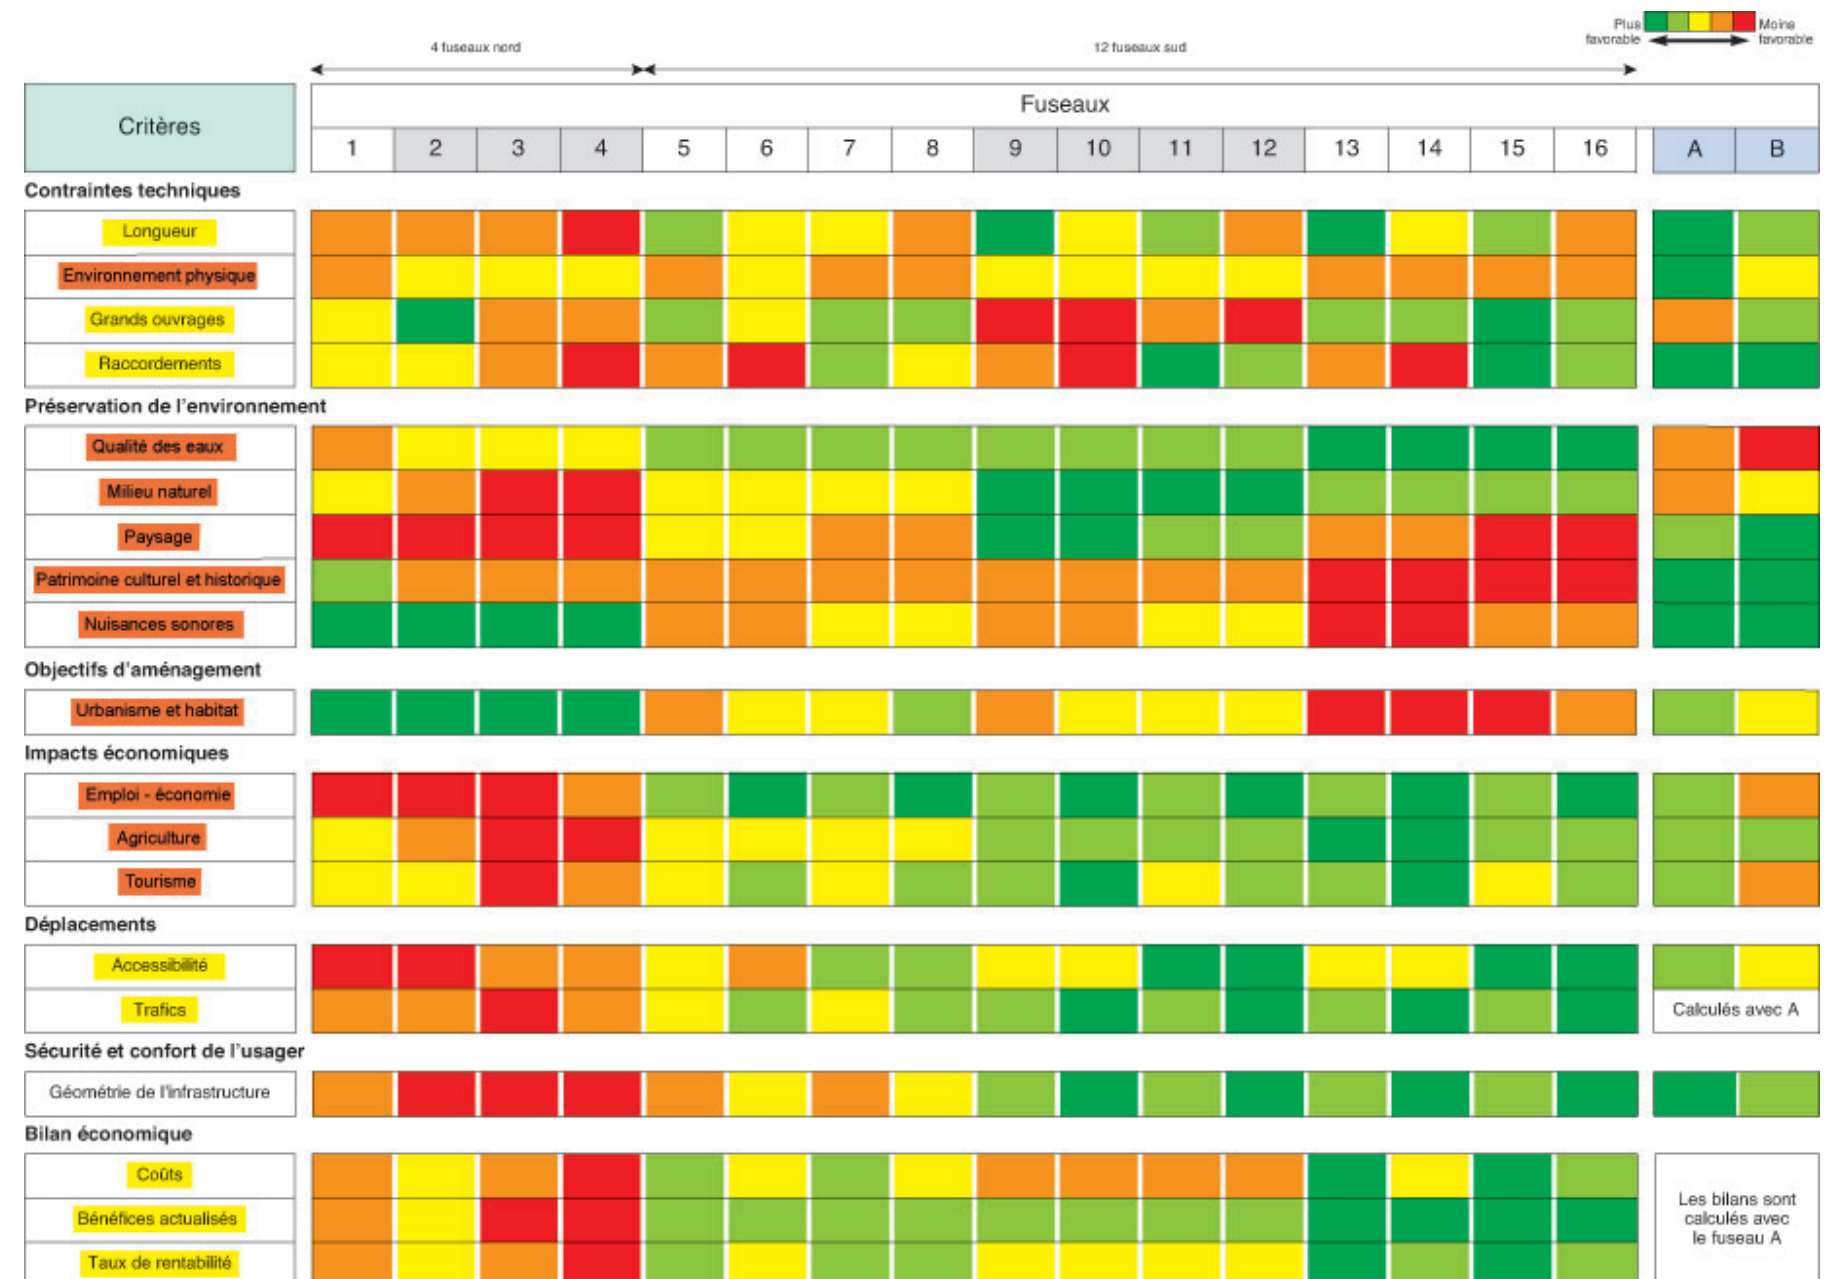 Plus favorable
Moins favorable
4 fuseaux nord
12 fuseaux sud
Critères
Fuseaux
1 2 3 4 5 6 7 8 9 10 11 12 13 14 15 16 A B
Contraintes techniques
Longueur
Environnement physique
Grands ouvrages
Raccordements
Préservation de l'environnement
Qualité des eaux
Milieu naturel
Paysage
Patrimoine culturel et historique
Nuisances sonores
Objectifs d'aménagement
Urbanisme et habitat
Impacts économiques
Emploi - économie
Agriculture
Tourisme
Déplacements
Accessibilité
Trafics
Calculés avec A
Sécurité et confort de l'usager
Géométrie de l'infrastructure
Bilan économique
Coûts
Bénéfices actualisés
Taux de rentabilité
Les bilans sont
calculés avec
le fuseau A